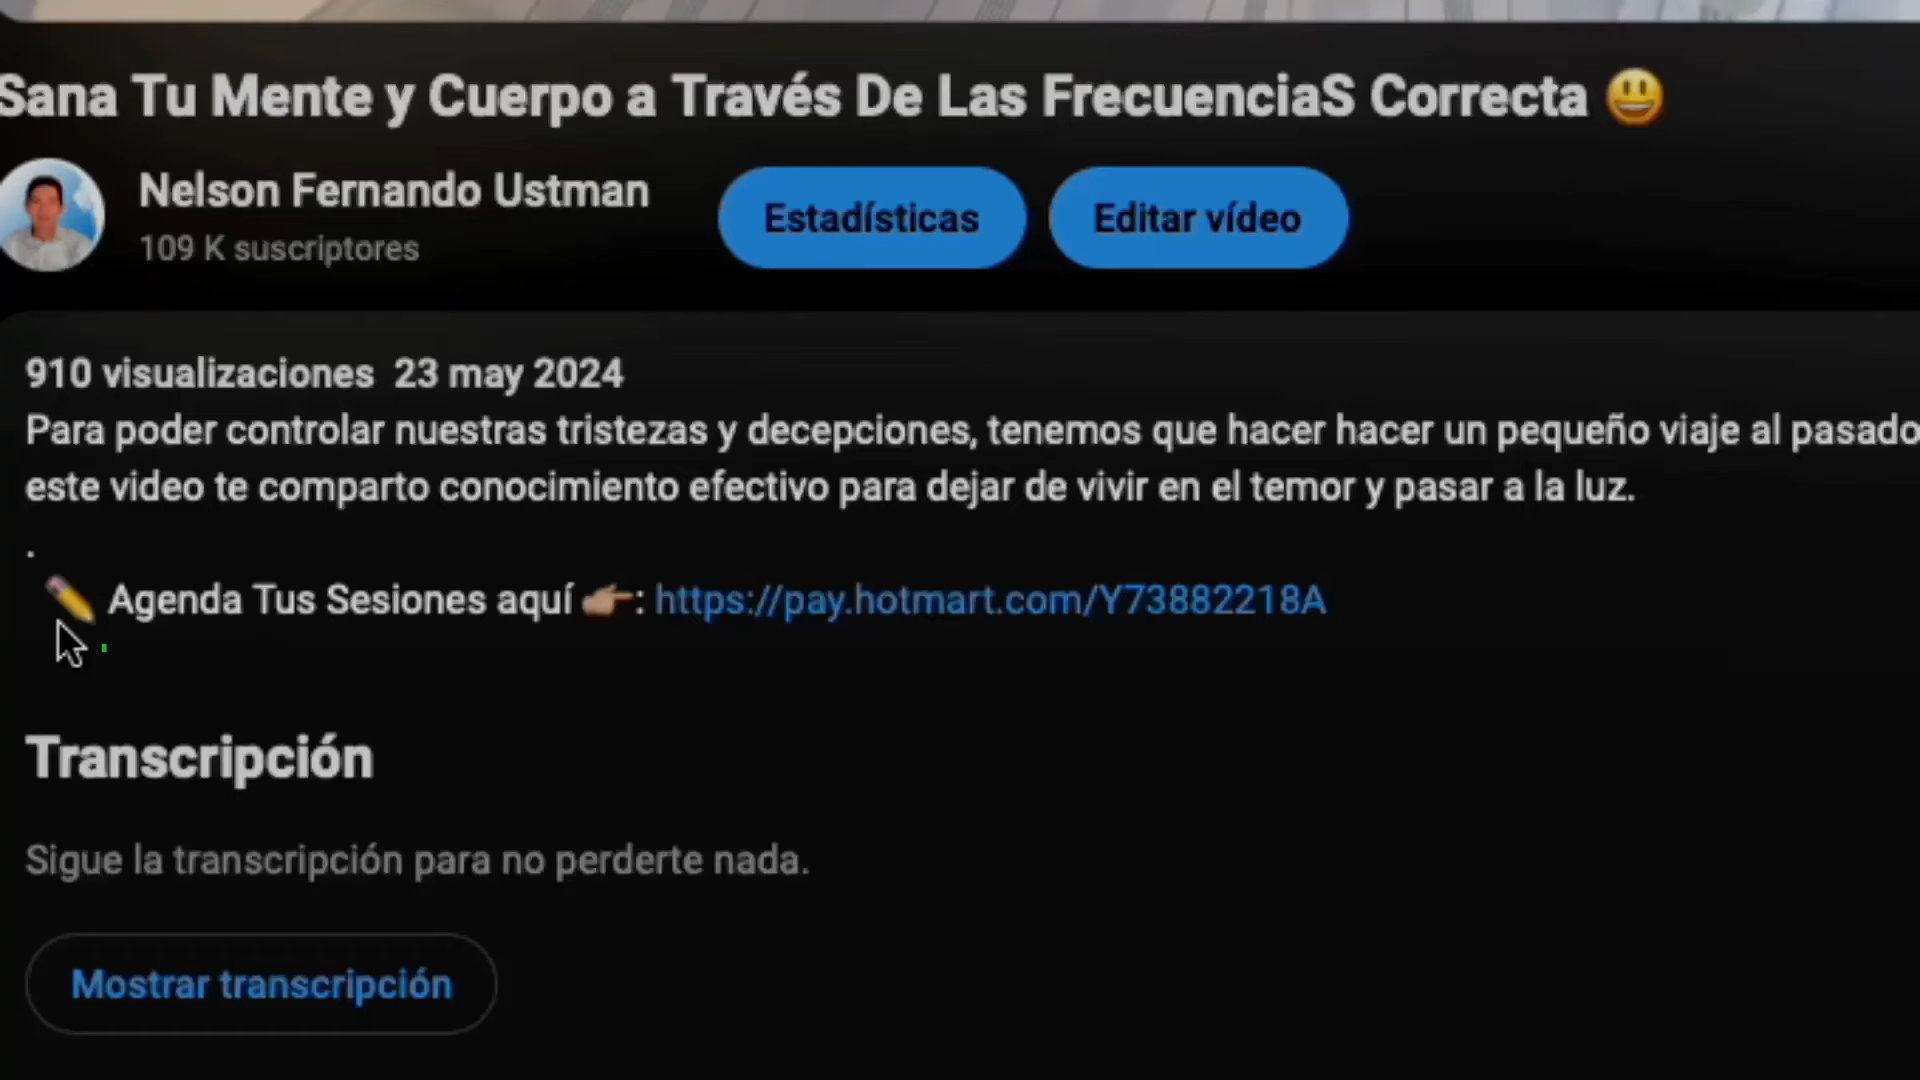 Sana Tu Mente y Cuerpo a Través De Las FrecuenciaS Correcta 😃
Nelson Fernando Ustman
109 K suscriptores
Estadísticas
Editar vídeo
910 visualizaciones 23 may 2024
Para poder controlar nuestras tristezas y decepciones, tenemos que hacer hacer un pequeño viaje al pasado
este video te comparto conocimiento efectivo para dejar de vivir en el temor y pasar a la luz.
.
✏️ Agenda Tus Sesiones aquí 👉🏼: https://pay.hotmart.com/Y73882218A
Transcripción
Sigue la transcripción para no perderte nada.
Mostrar transcripción